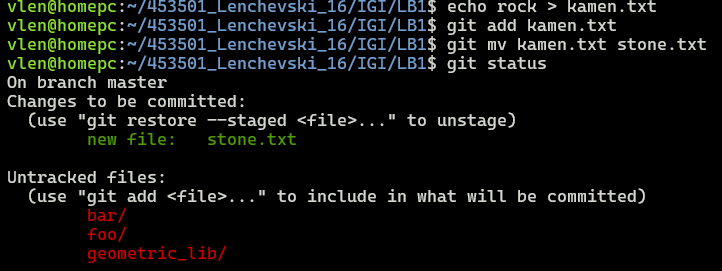 vlen@homepc:~/453501_Lenchevski_16/IGI/LB1$ echo rock > kamen.txt
vlen@homepc:~/453501_Lenchevski_16/IGI/LB1$ git add kamen.txt
vlen@homepc:~/453501_Lenchevski_16/IGI/LB1$ git mv kamen.txt stone.txt
vlen@homepc:~/453501_Lenchevski_16/IGI/LB1$ git status
On branch master
Changes to be committed:
  (use "git restore --staged <file>..." to unstage)
        new file:   stone.txt

Untracked files:
  (use "git add <file>..." to include in what will be committed)
        bar/
        foo/
        geometric_lib/